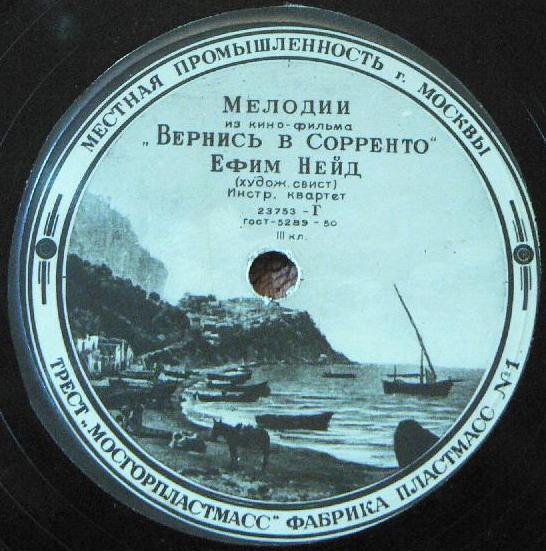 МЕСТНАЯ ПРОМЫШЛЕННОСТЬ г. МОСКВЫ
МЕЛОДИИ
ИЗ КИНО-ФИЛЬМА
„ВЕРНИСЬ В СОРРЕНТО"
ЕФИМ НЕЙД
(ХУДОЖ. СВИСТ)
Инстр. квартет
23753 - Г
ГОСТ-5289 - 50
III кл.
ТРЕСТ „МОСГОРПЛАСТМАСС" ФАБРИКА ПЛАСТМАСС №1